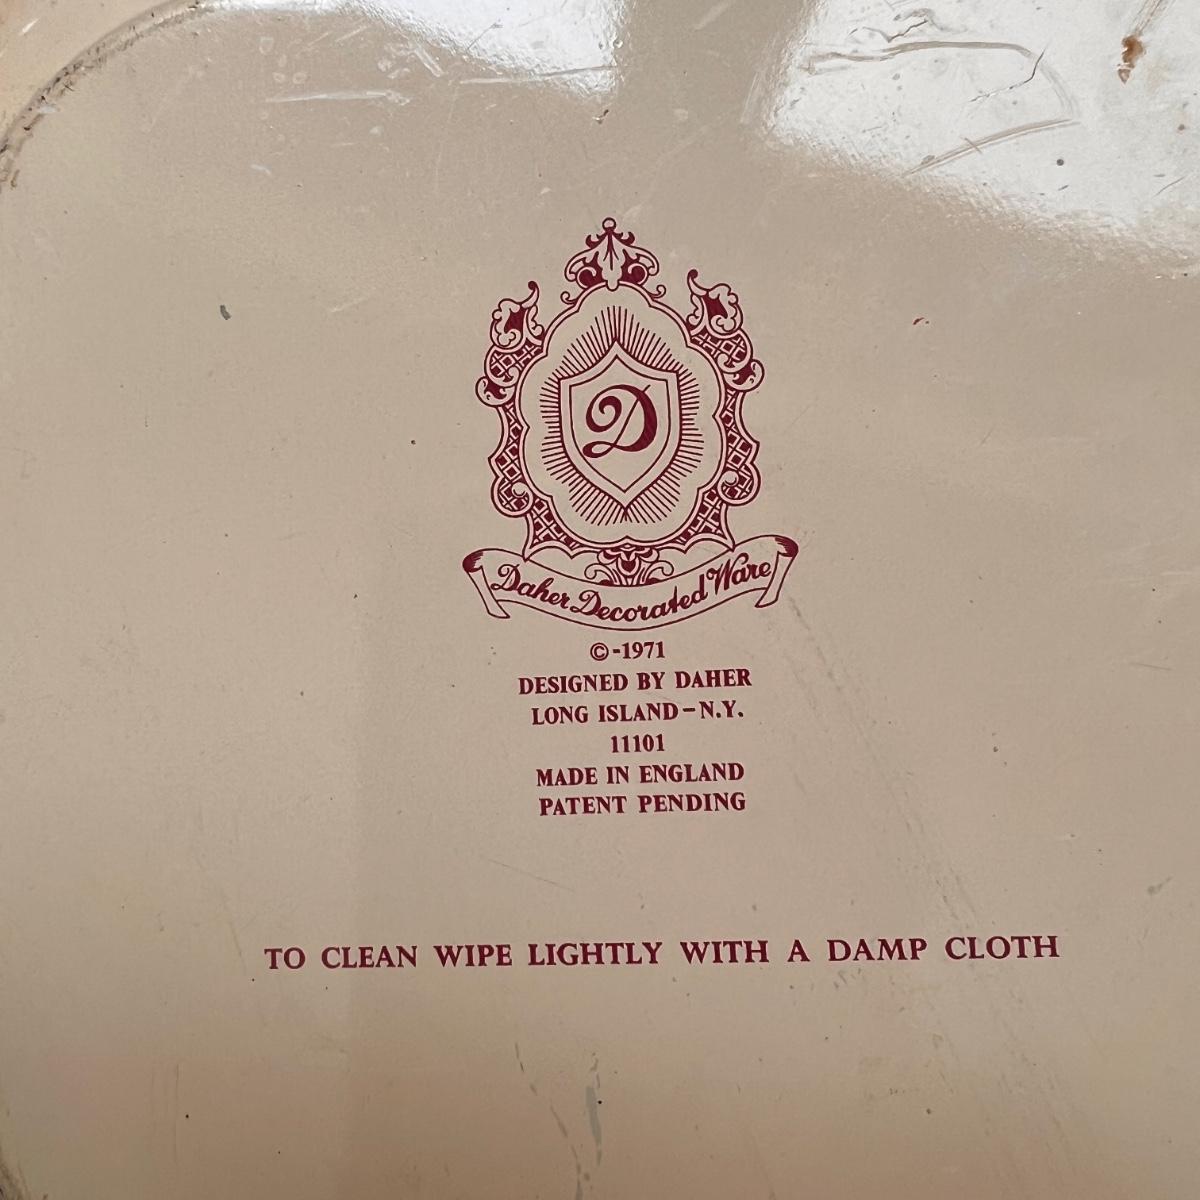 D
Daher Decorated Ware
©-1971
DESIGNED BY DAHER
LONG ISLAND-N.Y.
11101
MADE IN ENGLAND
PATENT PENDING
TO CLEAN WIPE LIGHTLY WITH A DAMP CLOTH